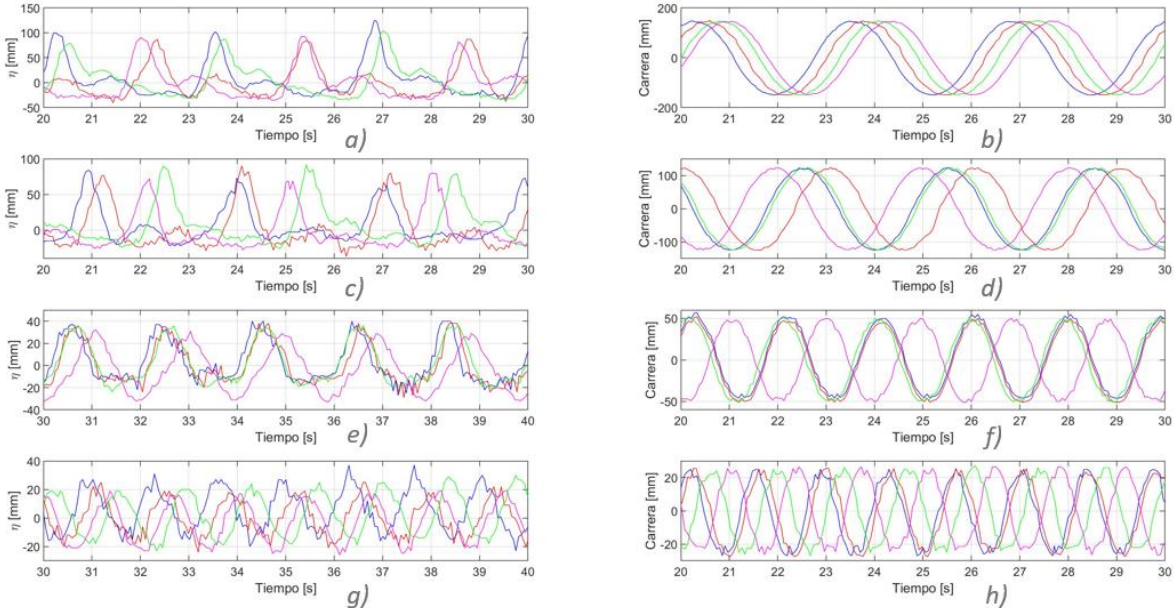 η [mm]
150
100
50
0
-50
20 21 22 23 24 25 26 27 28 29 30
Tiempo [s]
a)
Carrera [mm]
200
0
-200
20 21 22 23 24 25 26 27 28 29 30
Tiempo [s]
b)
η [mm]
100
50
0
20 21 22 23 24 25 26 27 28 29 30
Tiempo [s]
c)
Carrera [mm]
100
0
-100
20 21 22 23 24 25 26 27 28 29 30
Tiempo [s]
d)
η [mm]
40
20
0
-20
-40
30 31 32 33 34 35 36 37 38 39 40
Tiempo [s]
e)
Carrera [mm]
50
0
-50
20 21 22 23 24 25 26 27 28 29 30
Tiempo [s]
f)
η [mm]
40
20
0
-20
30 31 32 33 34 35 36 37 38 39 40
Tiempo [s]
g)
Carrera [mm]
20
0
-20
20 21 22 23 24 25 26 27 28 29 30
Tiempo [s]
h)